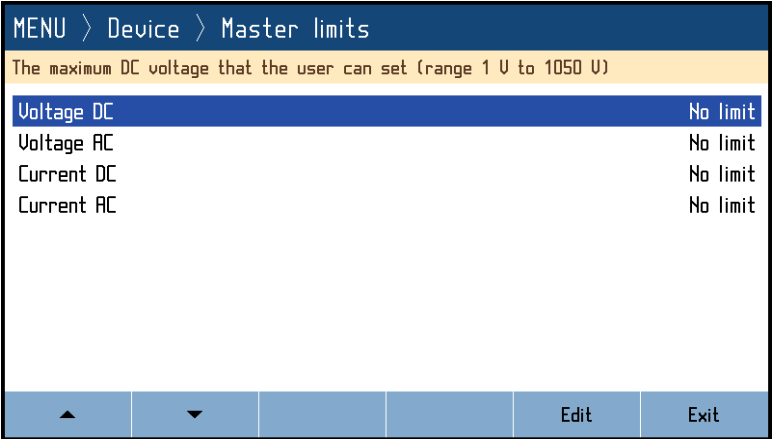 MENU > Device > Master limits
The maximum DC voltage that the user can set (range 1 V to 1050 V)
Voltage DC No limit
Voltage AC No limit
Current DC No limit
Current AC No limit
Edit Exit